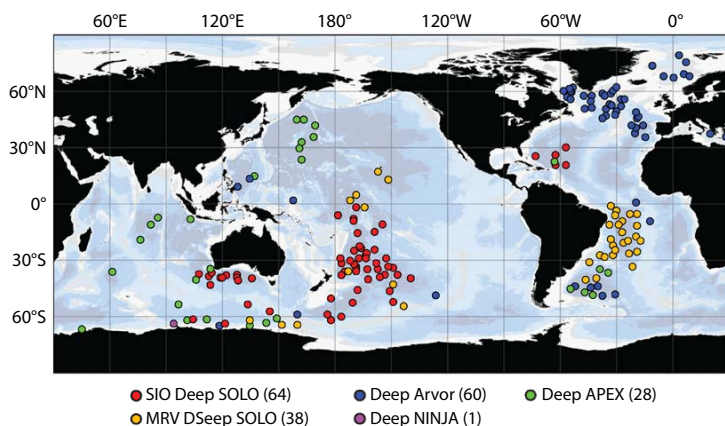 60°E 120°E 180° 120°W 60°W 0°
60°N
30°N
0°
30°S
60°S
SIO Deep SOLO (64) Deep Arvor (60) Deep APEX (28)
MRV DSeep SOLO (38) Deep NINJA (1)